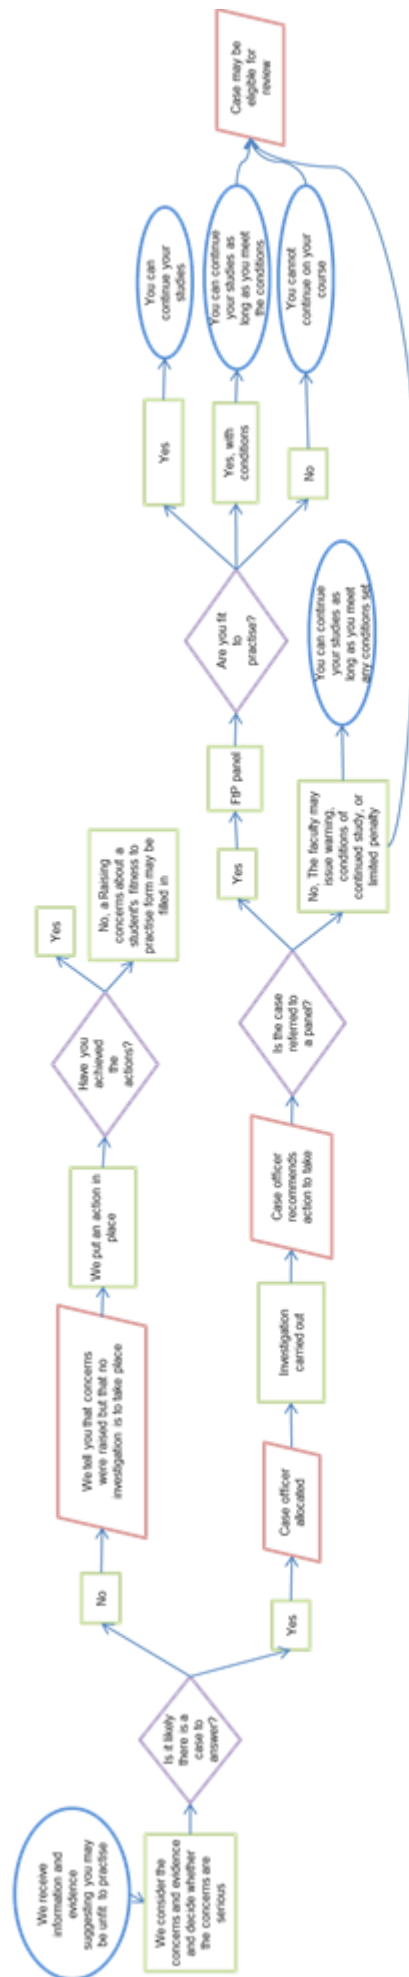 We receive
information and
evidence
suggesting you may
be unfit to practise
We consider the
concerns and evidence
and decide whether
the concerns are
serious
Is it likely
there is a
case to
answer?
No
We tell you that concerns
were raised but that no
investigation is to take place
We put an action in
place
Have you
achieved
the
actions?
Yes
No, a Raising
concerns about a
student's fitness to
practise form may be
filled in
Yes
Case officer
allocated
Investigation
carried out
Case officer
recommends
action to take
Is the case
referred to
a panel?
Yes
FtP panel
Are you fit
to
practise?
Yes
You can
continue your
studies
Yes, with
conditions
You can continue
your studies as
long as you meet
the conditions
No
You cannot
continue on your
course
No, The faculty may
issue warning,
conditions of
continued study, or
limited penalty
You can continue
your studies as
long as you meet
any conditions set
Case may be
eligible for
review